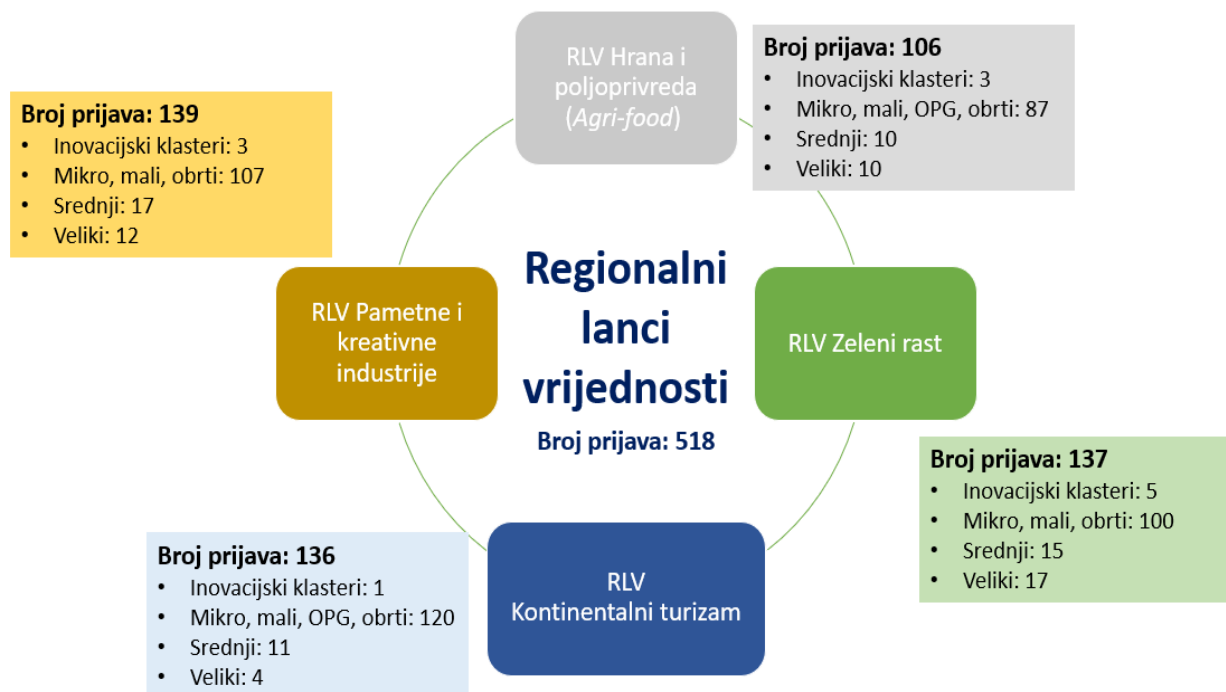 RLV Hrana i
poljoprivreda
(Agri-food)
Broj prijava: 106
• Inovacijski klasteri: 3
• Mikro, mali, OPG, obrti: 87
• Srednji: 10
• Veliki: 10
Broj prijava: 139
• Inovacijski klasteri: 3
• Mikro, mali, obrti: 107
• Srednji: 17
• Veliki: 12
RLV Pametne i
kreativne
industrije
Regionalni
lanci
vrijednosti
Broj prijava: 518
RLV Zeleni rast
Broj prijava: 137
• Inovacijski klasteri: 5
• Mikro, mali, obrti: 100
• Srednji: 15
• Veliki: 17
Broj prijava: 136
• Inovacijski klasteri: 1
• Mikro, mali, OPG, obrti: 120
• Srednji: 11
• Veliki: 4
RLV
Kontinentalni turizam